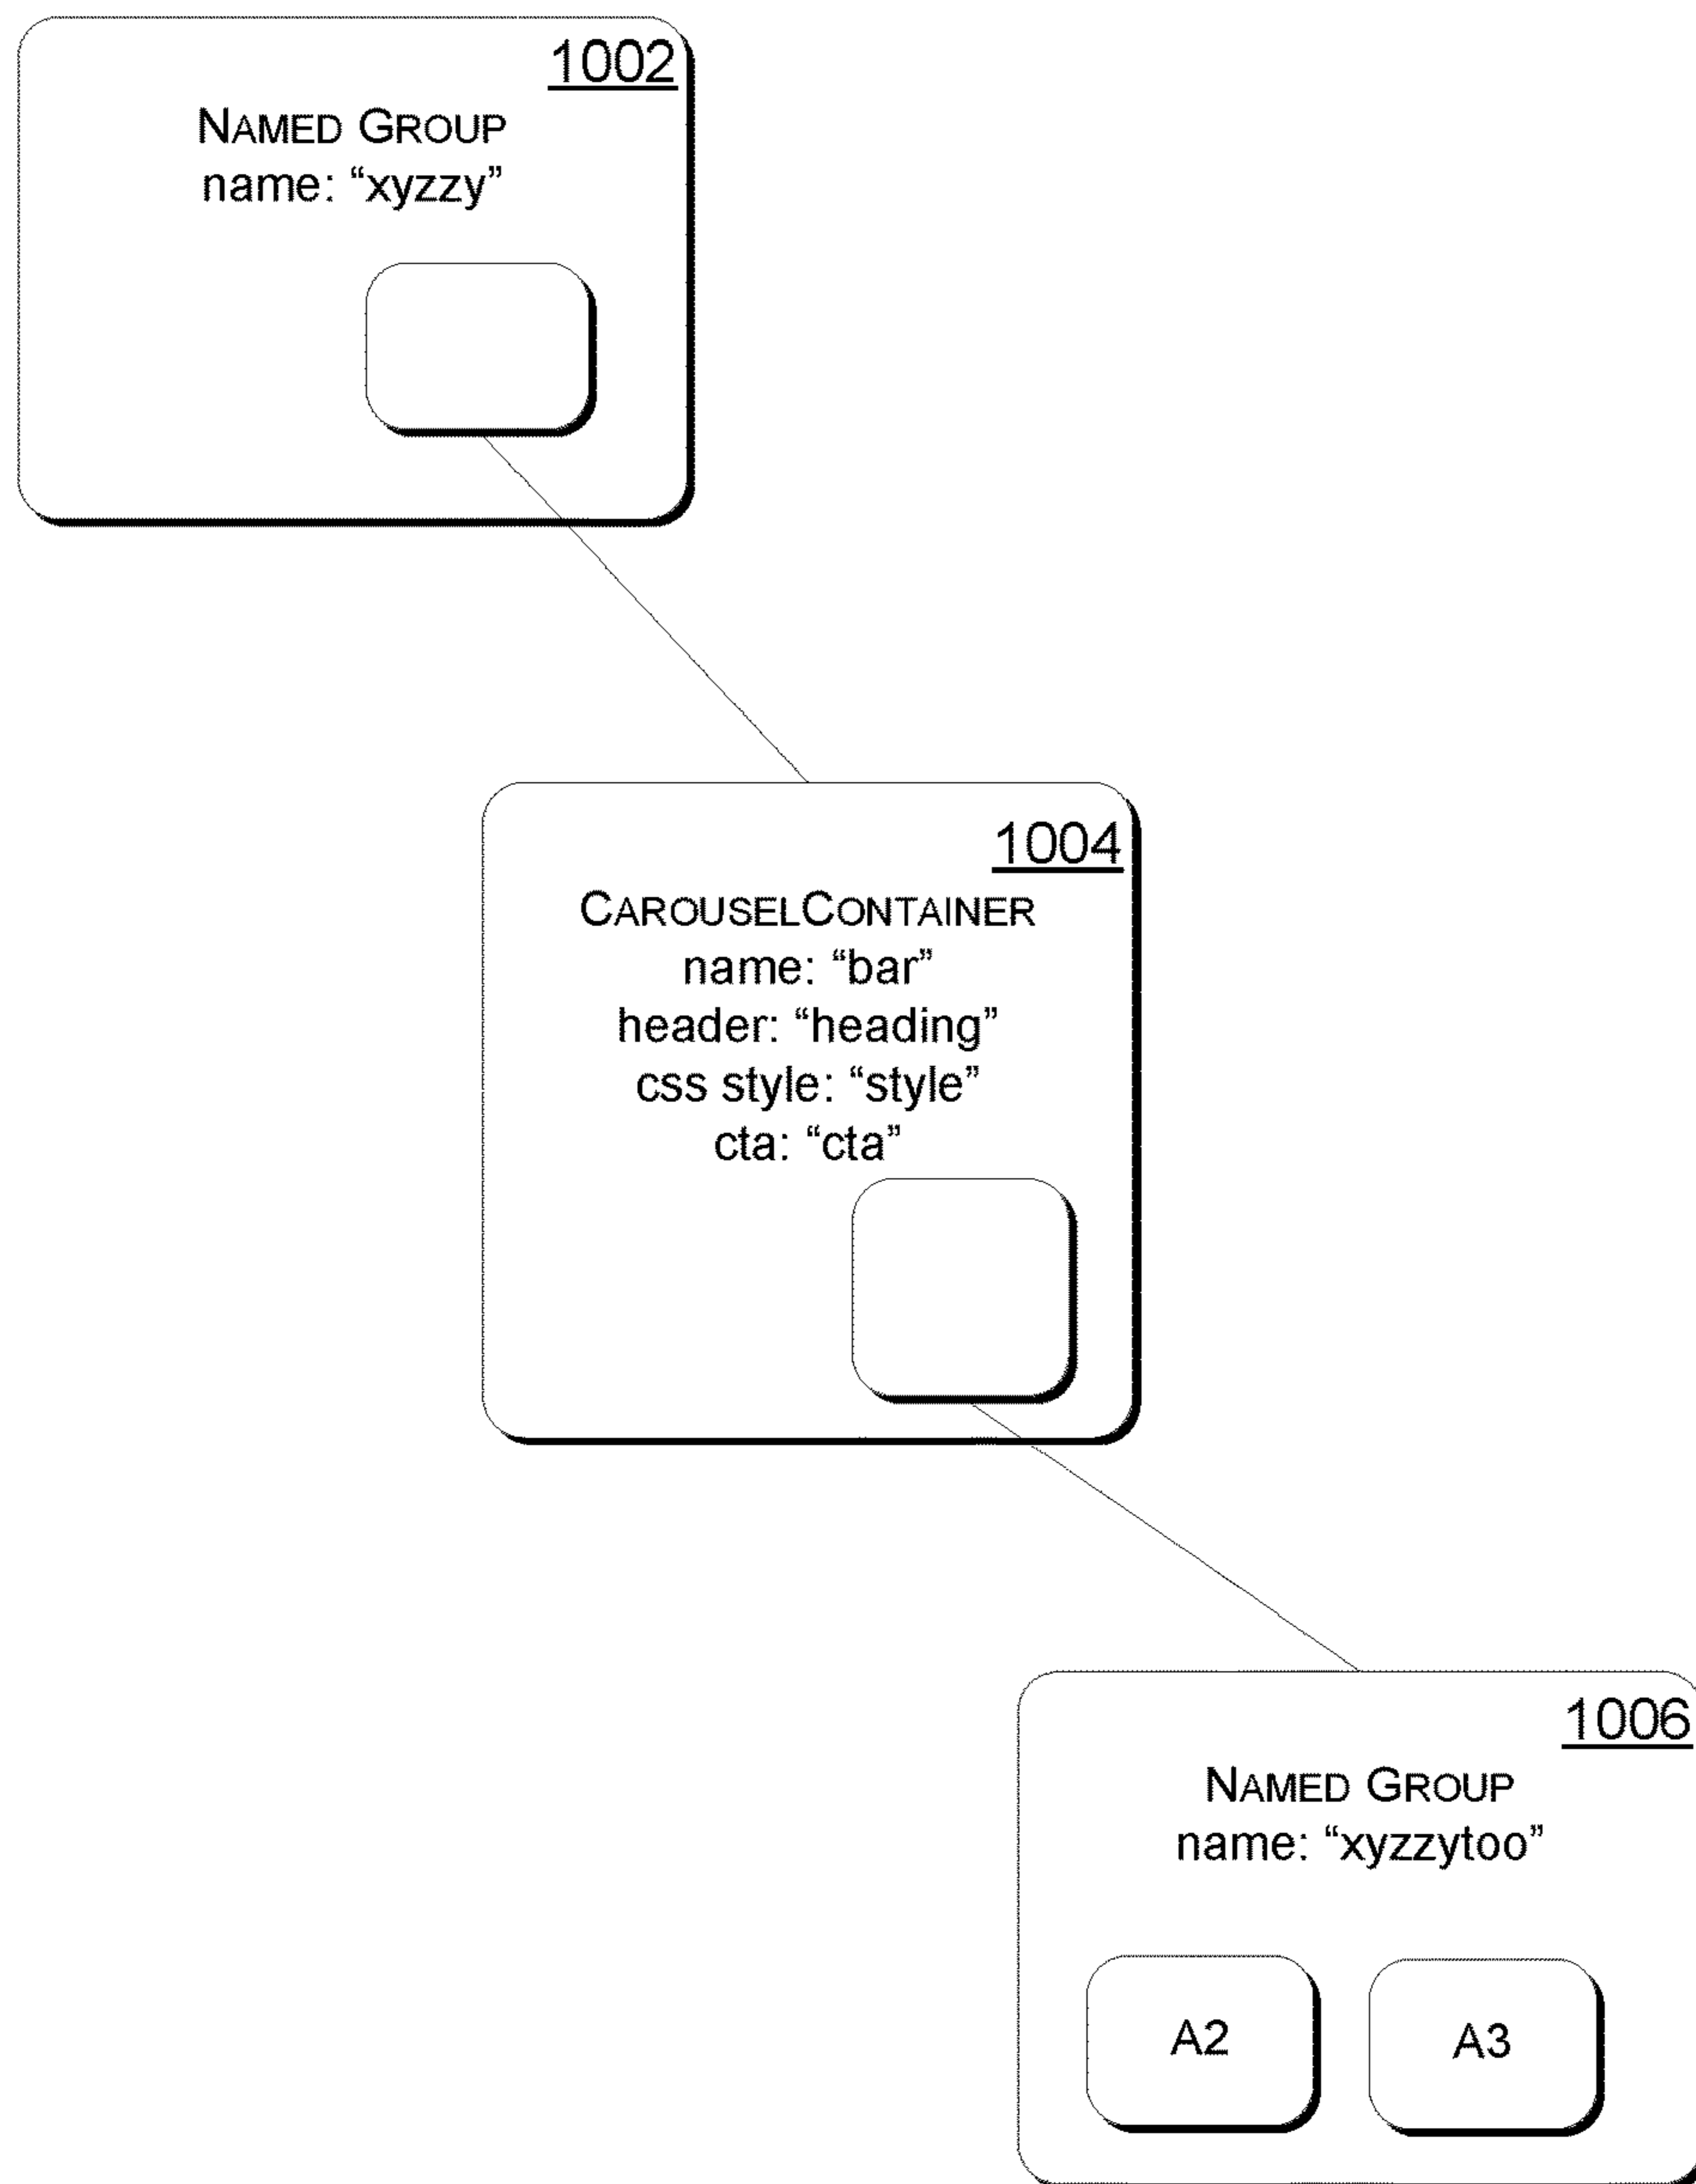 1002
NAMED GROUP
name: “xyzzy”
1004
CAROUSELCONTAINER
name: “bar”
header: “heading”
css style: “style”
cta: “cta”
1006
NAMED GROUP
name: “xyzzytoo”
A2
A3